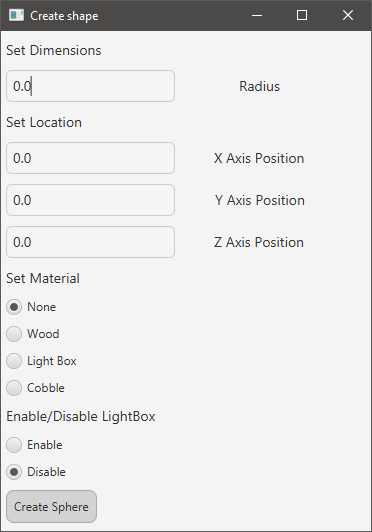 Create shape
Set Dimensions
0.0 Radius
Set Location
0.0 X Axis Position
0.0 Y Axis Position
0.0 Z Axis Position
Set Material
None
Wood
Light Box
Cobble
Enable/Disable LightBox
Enable
Disable
Create Sphere